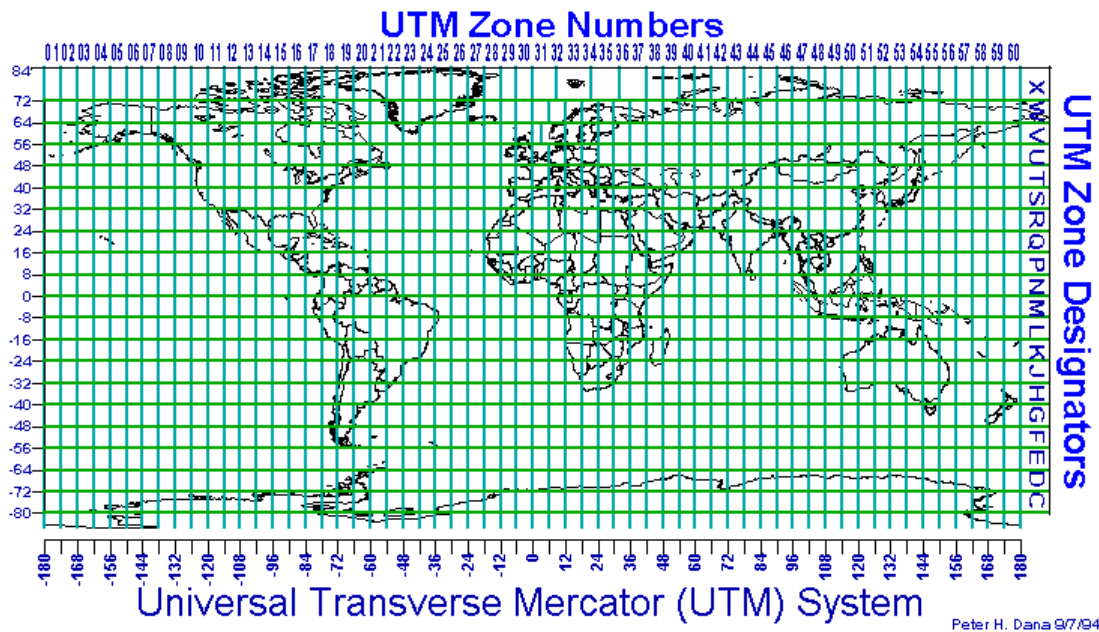 UTM Zone Numbers
01 02 03 04 05 06 07 08 09 10 11 12 13 14 15 16 17 18 19 20 21 22 23 24 25 26 27 28 29 30 31 32 33 34 35 36 37 38 39 40 41 42 43 44 45 46 47 48 49 50 51 52 53 54 55 56 57 58 59 60
84
72
64
56
48
40
32
24
16
8
0
-8
-16
-24
-32
-40
-48
-56
-64
-72
-80
X
W
V
U
T
S
R
Q
P
N
M
L
K
J
H
G
F
E
D
C
UTM Zone Designators
-180 -168 -156 -144 -132 -120 -108 -96 -84 -72 -60 -48 -36 -24 -12 0 12 24 36 48 60 72 84 96 108 120 132 144 156 168 180
Universal Transverse Mercator (UTM) System
Peter H. Dana 9/7/94